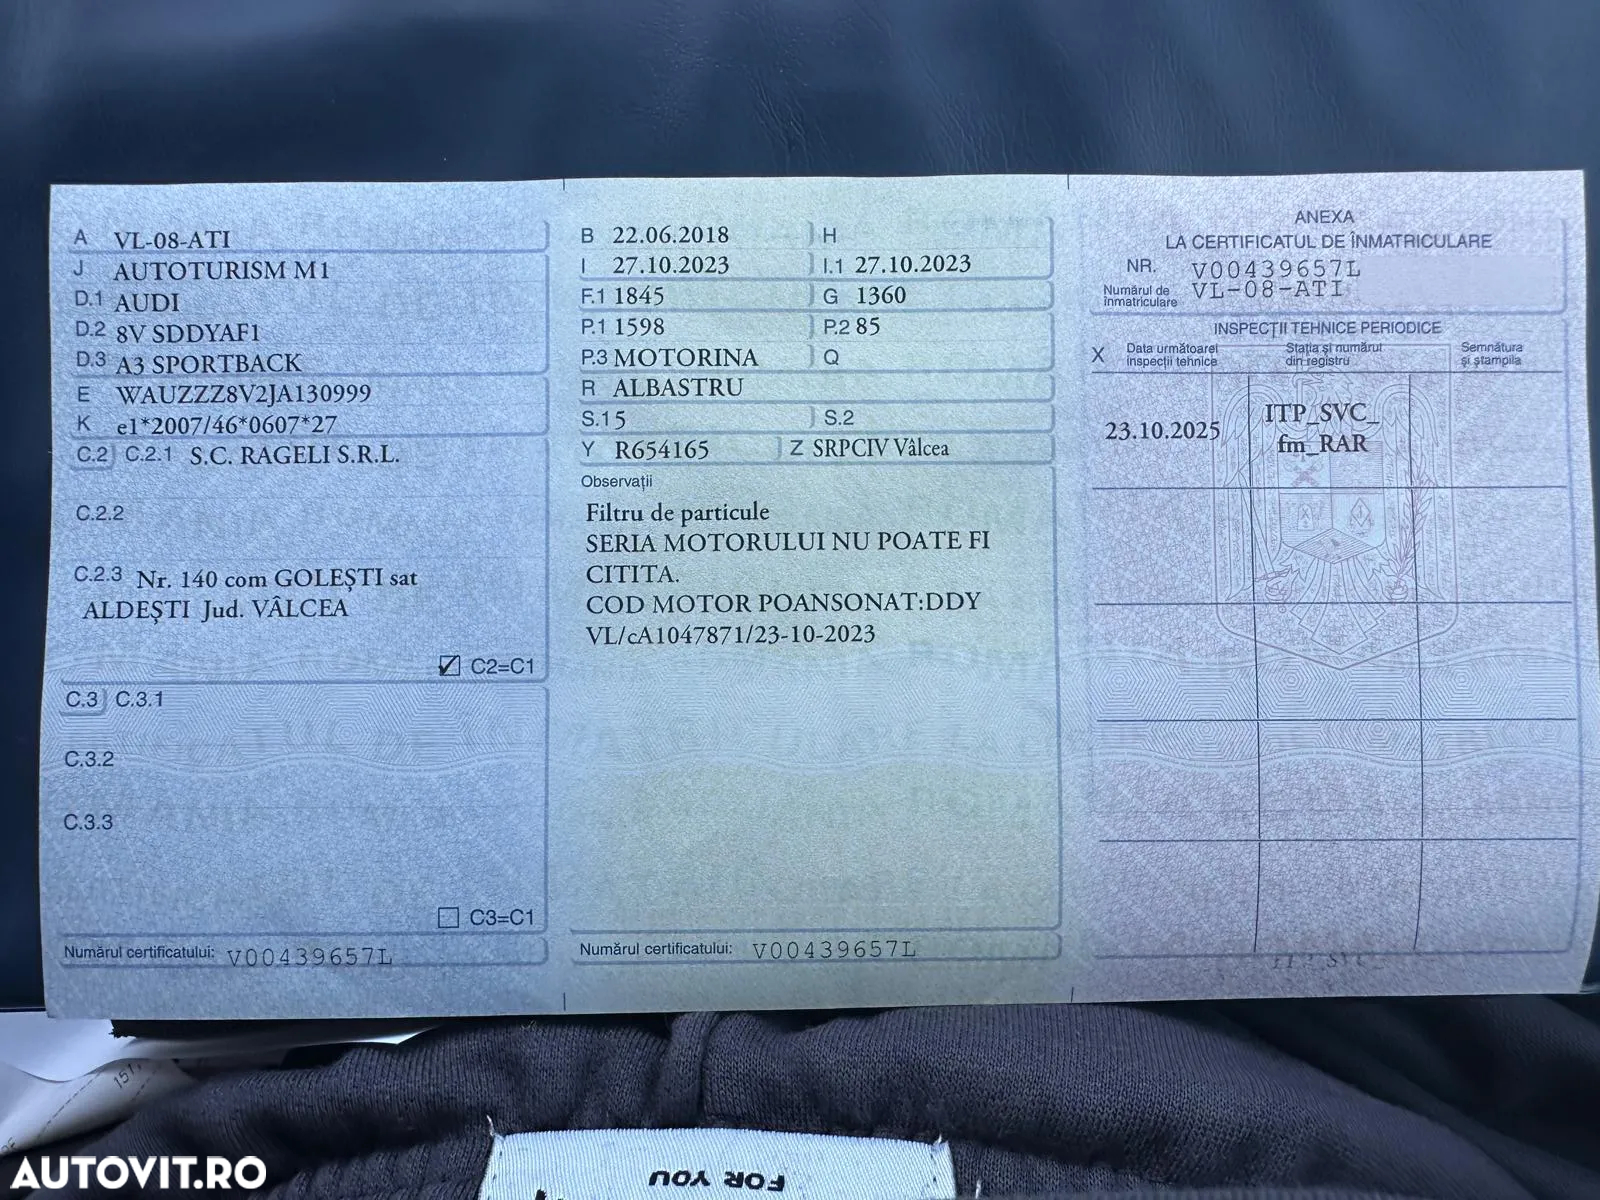 A VL-08-ATI
J AUTOTURISM M1
D.1 AUDI
D.2 8V SDDYAF1
D.3 A3 SPORTBACK
E WAUZZZ8V2JA130999
K e1*2007/46*0607*27
C.2 C.2.1 S.C. RAGELI S.R.L.
C.2.2
C.2.3 Nr. 140 com GOLEȘTI sat
ALDEȘTI Jud. VÂLCEA
C2=C1
C.3 C.3.1
C.3.2
C.3.3
C3=C1
Numărul certificatului: V00439657L
B 22.06.2018 H
I 27.10.2023 I.1 27.10.2023
F.1 1845 G 1360
P.1 1598 P.2 85
P.3 MOTORINA Q
R ALBASTRU
S.1 5 S.2
Y R654165 Z SRPCIV Vâlcea
Observații
Filtru de particule
SERIA MOTORULUI NU POATE FI
CITITA.
COD MOTOR POANSONAT:DDY
VL/cA1047871/23-10-2023
Numărul certificatului: V00439657L
ANEXA
LA CERTIFICATUL DE ÎNMATRICULARE
NR. V00439657L
Numărul de
înmatriculare VL-08-ATI
INSPECȚII TEHNICE PERIODICE
X Data următoarei
inspecții tehnice
Stația și numărul
din registru
Semnătura
și ștampila
23.10.2025
ITP_SVC_
fm_RAR
FOR YOU
AUTOVIT.RO